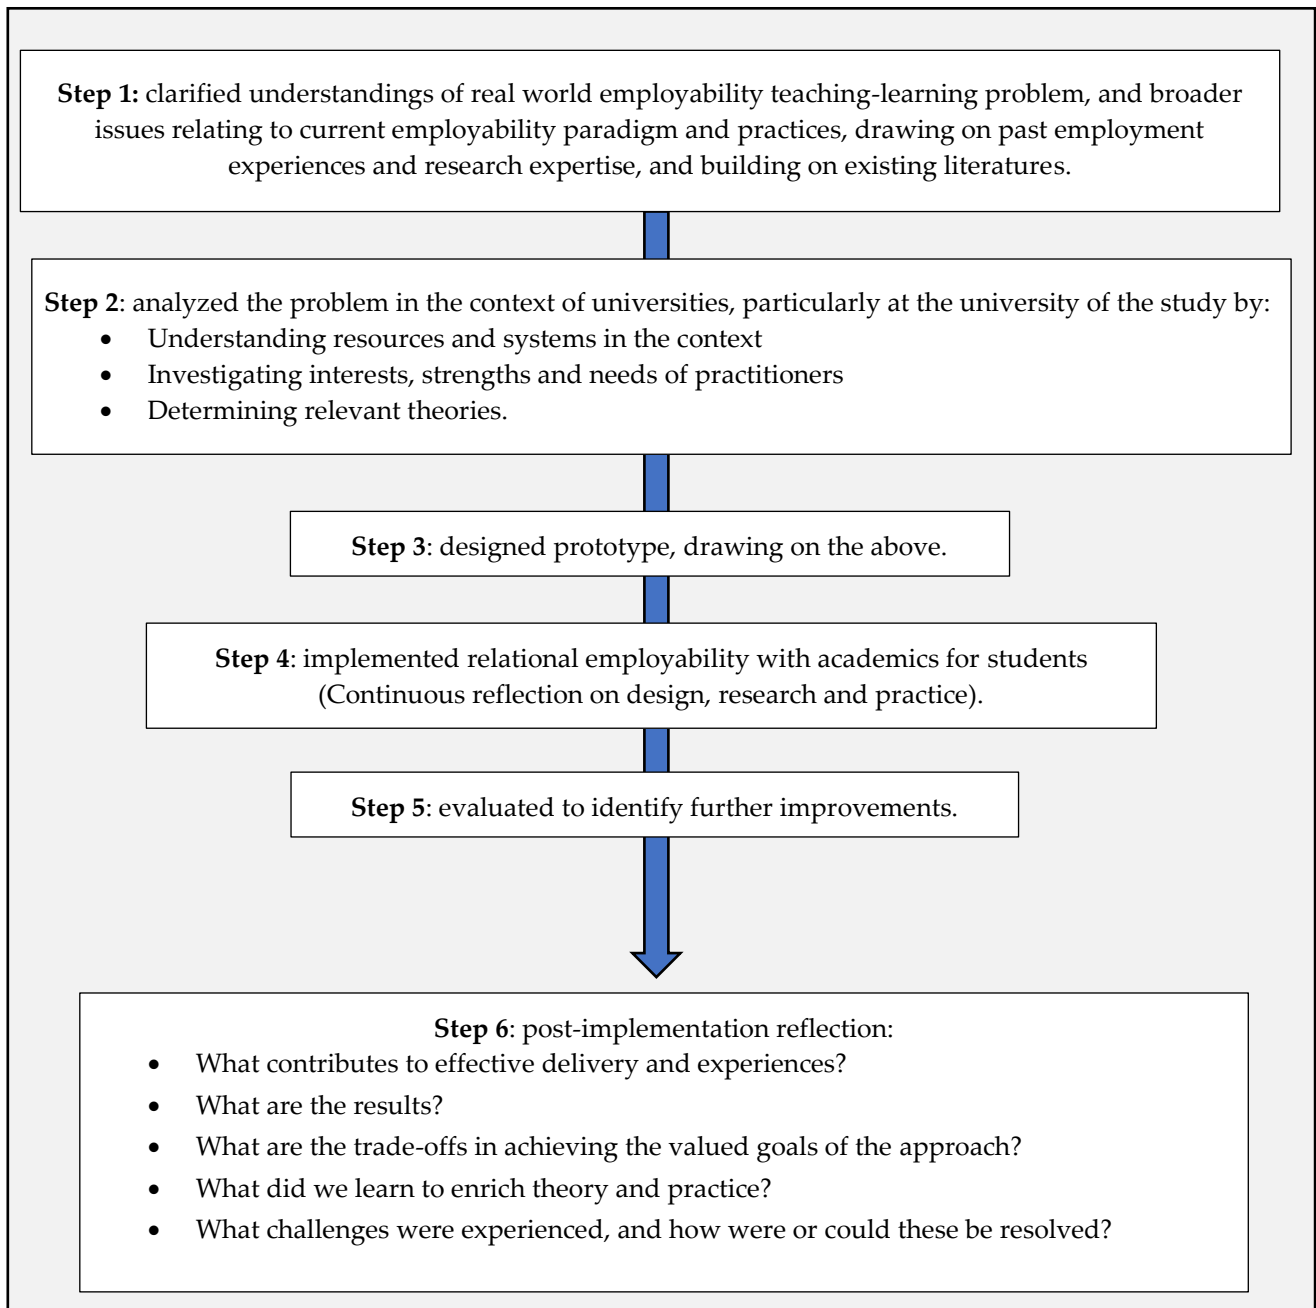 Step 1: clarified understandings of real world employability teaching-learning problem, and broader
issues relating to current employability paradigm and practices, drawing on past employment
experiences and research expertise, and building on existing literatures.
Step 2: analyzed the problem in the context of universities, particularly at the university of the study by:
• Understanding resources and systems in the context
• Investigating interests, strengths and needs of practitioners
• Determining relevant theories.
Step 3: designed prototype, drawing on the above.
Step 4: implemented relational employability with academics for students
(Continuous reflection on design, research and practice).
Step 5: evaluated to identify further improvements.
Step 6: post-implementation reflection:
• What contributes to effective delivery and experiences?
• What are the results?
• What are the trade-offs in achieving the valued goals of the approach?
• What did we learn to enrich theory and practice?
• What challenges were experienced, and how were or could these be resolved?